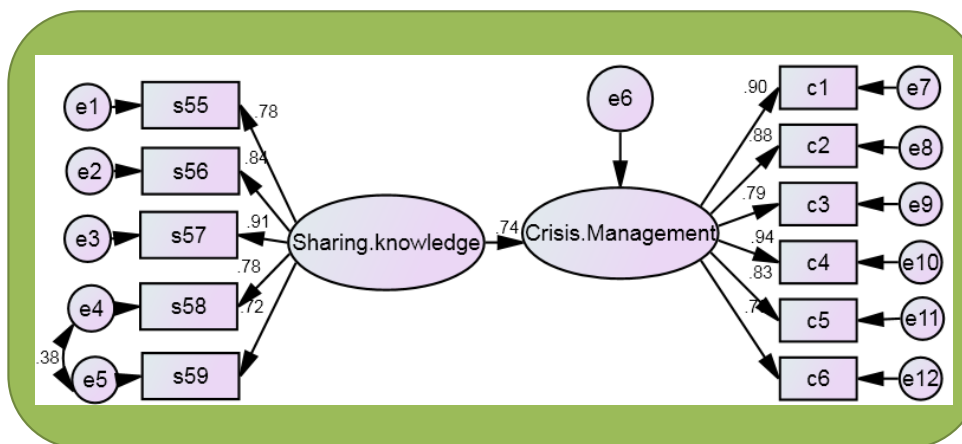 e1
s55
.78
e2
s56
.84
e3
s57
.91
e4
s58
.78
.38
e5
s59
.72
Sharing.knowledge
.74
Crisis.Management
e6
.90
c1
e7
.88
c2
e8
.79
c3
e9
.94
c4
e10
.83
c5
e11
c6
e12